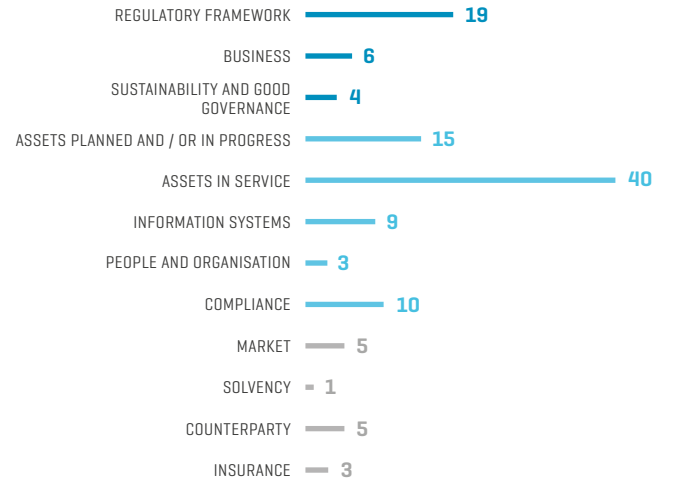 REGULATORY FRAMEWORK 19
BUSINESS 6
SUSTAINABILITY AND GOOD
GOVERNANCE 4
ASSETS PLANNED AND / OR IN PROGRESS 15
ASSETS IN SERVICE 40
INFORMATION SYSTEMS 9
PEOPLE AND ORGANISATION 3
COMPLIANCE 10
MARKET 5
SOLVENCY 1
COUNTERPARTY 5
INSURANCE 3